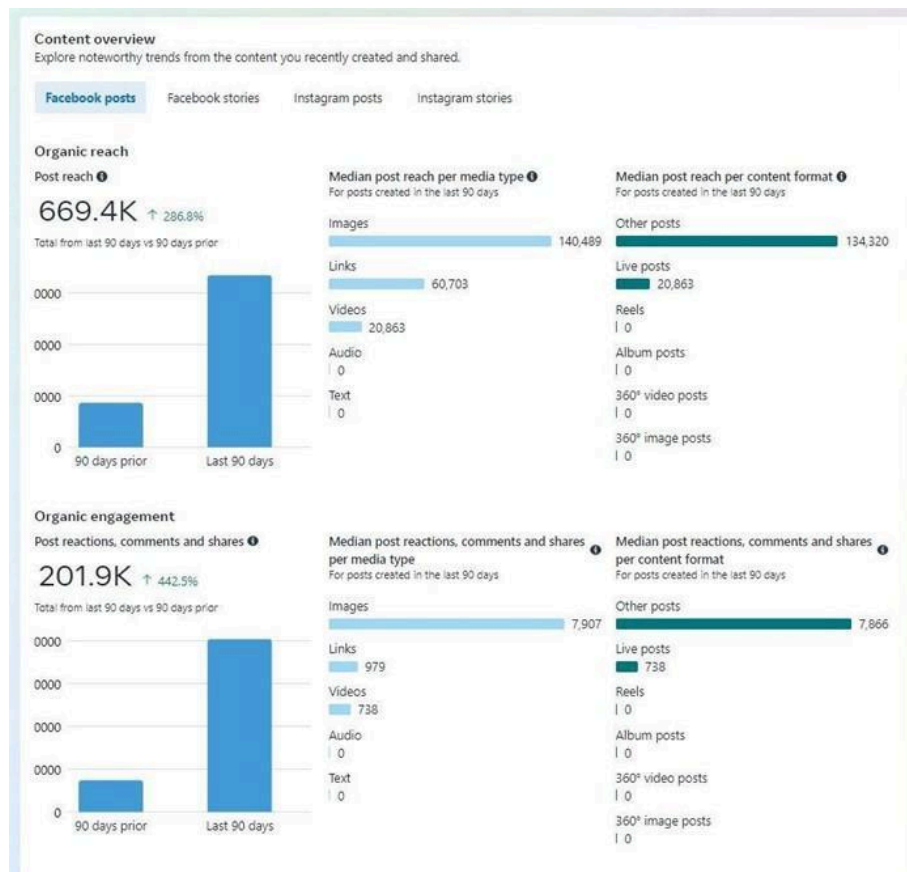 Content overview
Explore noteworthy trends from the content you recently created and shared.
Facebook posts
Facebook stories
Instagram posts
Instagram stories
Organic reach
Post reach
669.4K ↑ 286.8%
Total from last 90 days vs 90 days prior
0000
0000
0000
0
90 days prior
Last 90 days
Median post reach per media type
For posts created in the last 90 days
Images
140,489
Links
60,703
Videos
20,863
Audio
0
Text
0
Median post reach per content format
For posts created in the last 90 days
Other posts
134,320
Live posts
20,863
Reels
0
Album posts
0
360° video posts
0
360° image posts
0
Organic engagement
Post reactions, comments and shares
201.9K ↑ 442.5%
Total from last 90 days vs 90 days prior
0000
0000
0000
0000
0
90 days prior
Last 90 days
Median post reactions, comments and shares
per media type
For posts created in the last 90 days
Images
7,907
Links
979
Videos
738
Audio
0
Text
0
Median post reactions, comments and shares
per content format
For posts created in the last 90 days
Other posts
7,866
Live posts
738
Reels
0
Album posts
0
360° video posts
0
360° image posts
0